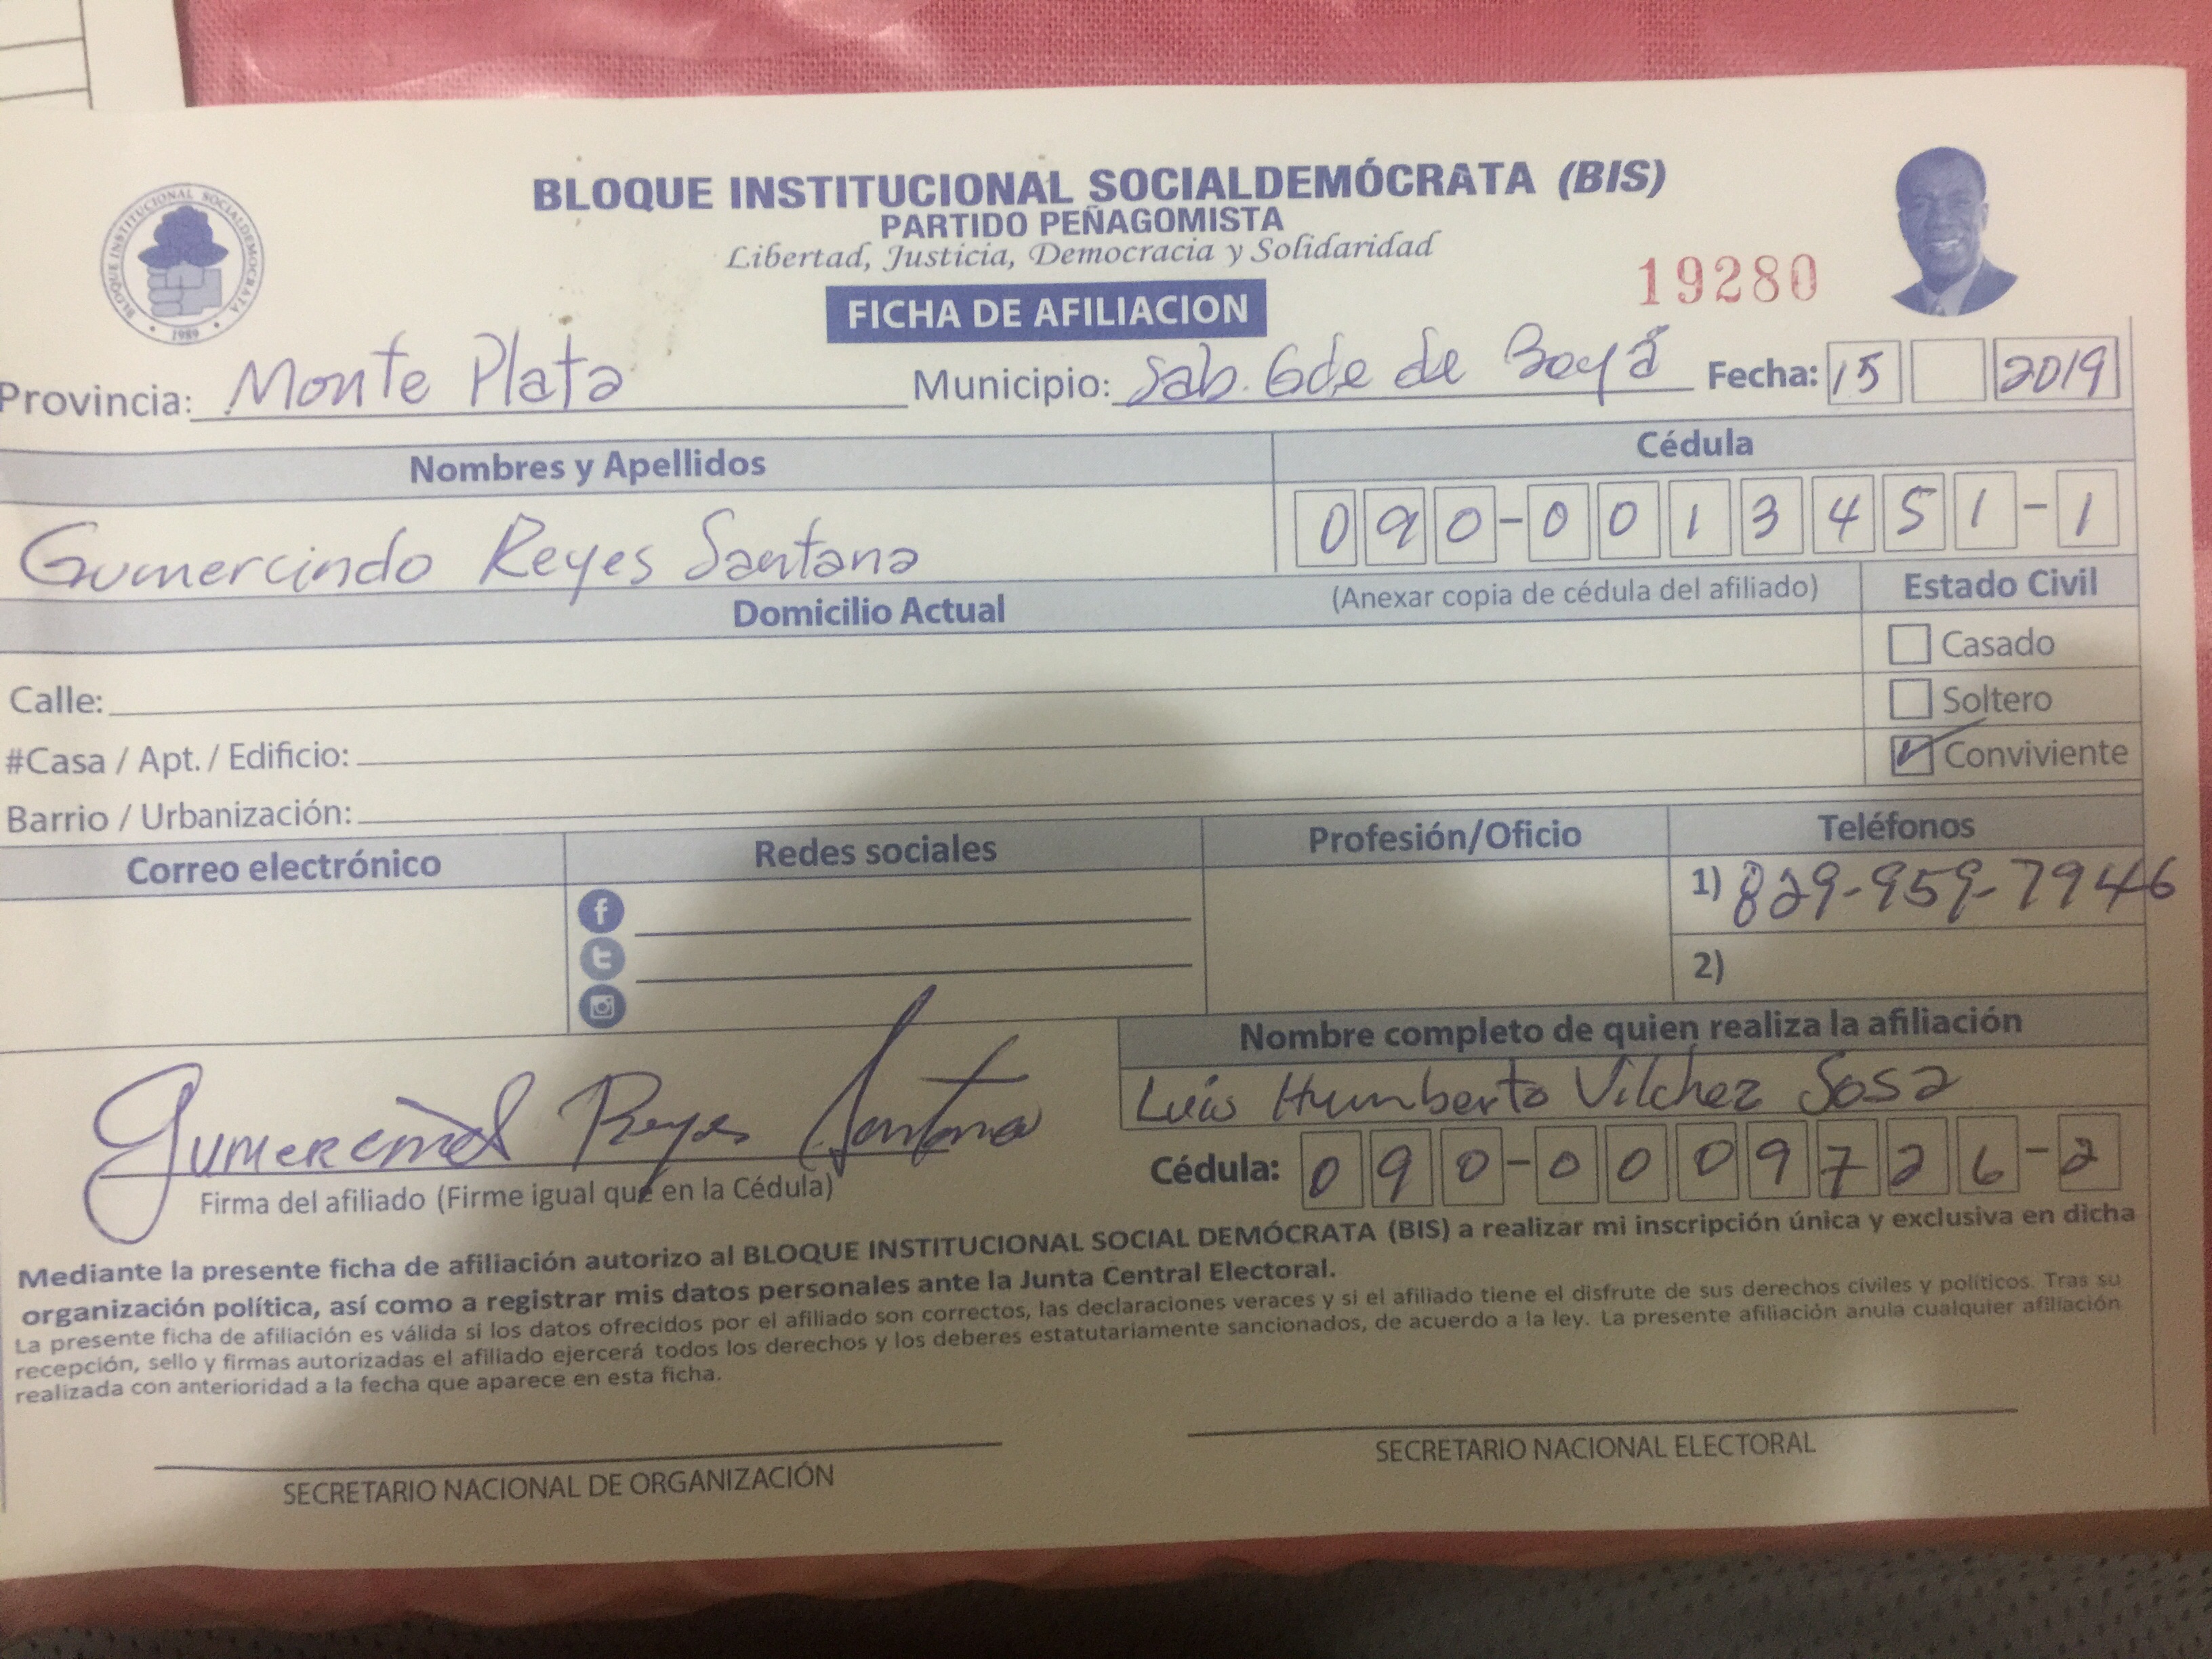 BLOQUE INSTITUCIONAL SOCIALDEMÓCRATA (BIS)
PARTIDO PEÑAGOMISTA
Libertad, Justicia, Democracia y Solidaridad
BLOQUE INSTITUCIONAL SOCIALDEMOCRATA
1989
FICHA DE AFILIACION
19280
Provincia: Monte Plata Municipio: Sab. Gde de Boyá Fecha: 15 2019
Nombres y Apellidos Cédula
Gumercindo Reyes Santana 090-0013451-1
Domicilio Actual (Anexar copia de cédula del afiliado) Estado Civil
Casado
Calle: Soltero
#Casa / Apt. / Edificio: Conviviente
Barrio / Urbanización:
Correo electrónico Redes sociales Profesión/Oficio Teléfonos
1) 829-959-7946
2)
Nombre completo de quien realiza la afiliación
Luis Humberto Vilchez Sosa
Gumercindo Reyes Santana
Cédula: 090-0009726-2
Firma del afiliado (Firme igual que en la Cédula)
Mediante la presente ficha de afiliación autorizo al BLOQUE INSTITUCIONAL SOCIAL DEMÓCRATA (BIS) a realizar mi inscripción única y exclusiva en dicha
organización política, así como a registrar mis datos personales ante la Junta Central Electoral.
La presente ficha de afiliación es válida si los datos ofrecidos por el afiliado son correctos, las declaraciones veraces y si el afiliado tiene el disfrute de sus derechos civiles y políticos. Tras su
recepción, sello y firmas autorizadas el afiliado ejercerá todos los derechos y los deberes estatutariamente sancionados, de acuerdo a la ley. La presente afiliación anula cualquier afiliación
realizada con anterioridad a la fecha que aparece en esta ficha.
SECRETARIO NACIONAL DE ORGANIZACIÓN SECRETARIO NACIONAL ELECTORAL